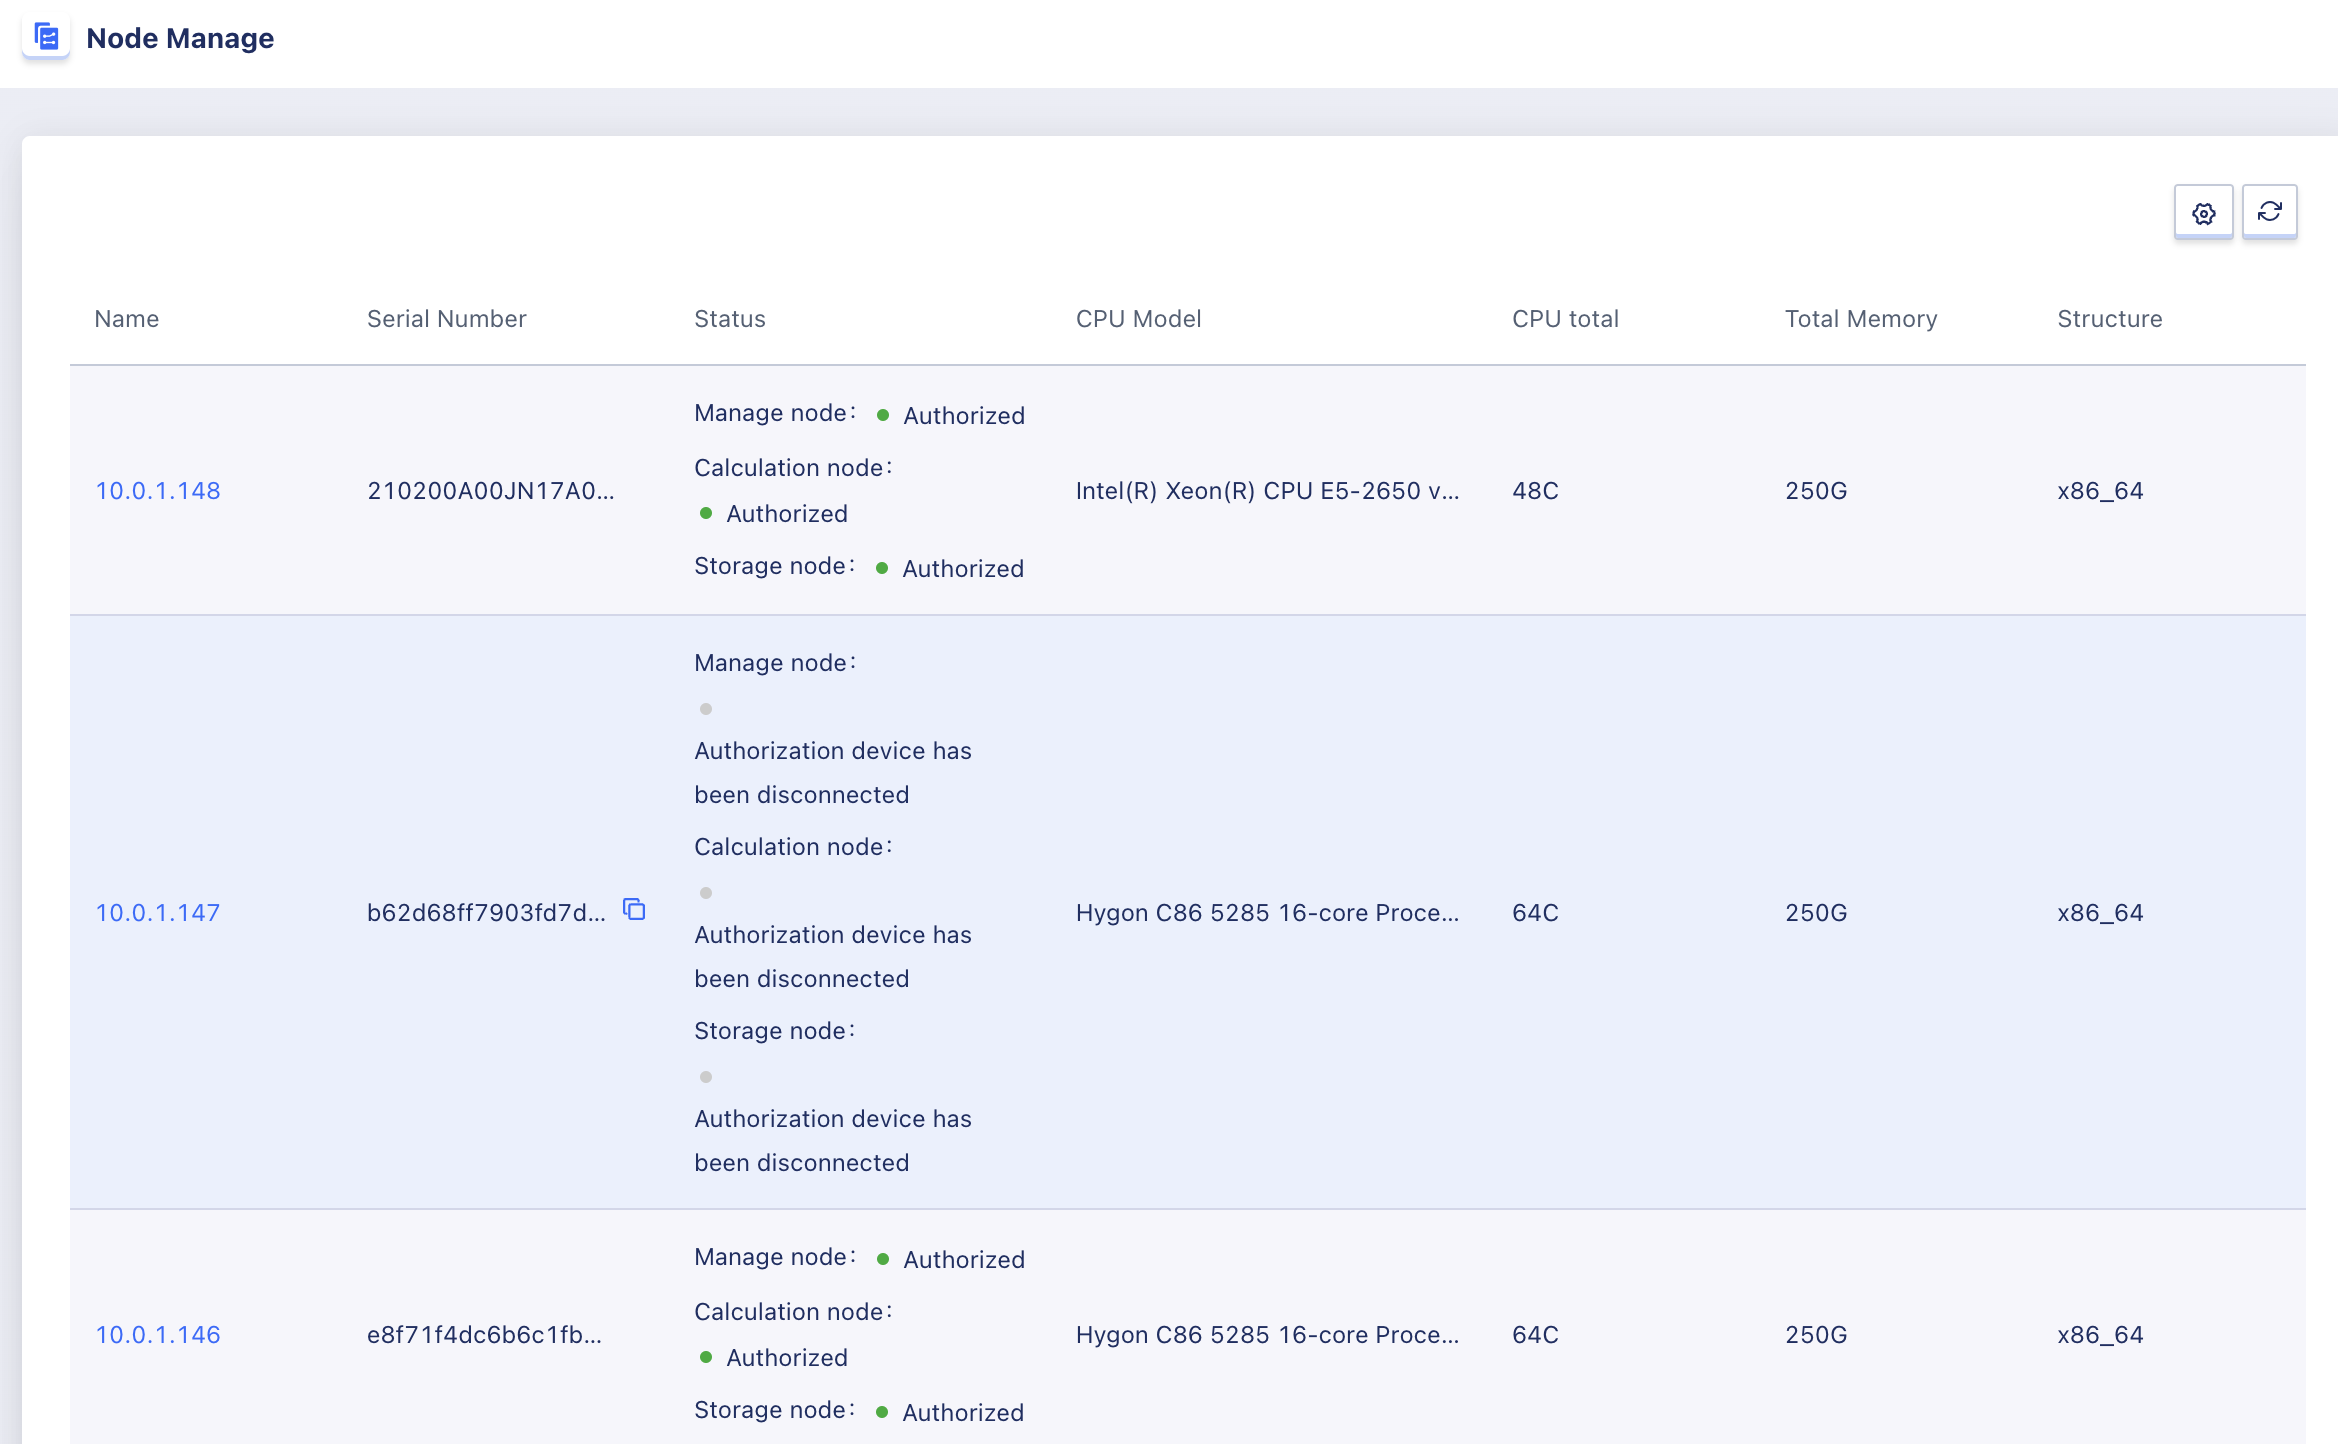 Node Manage
Name Serial Number Status CPU Model CPU total Total Memory Structure
10.0.1.148 210200A00JN17A0... Manage node: Authorized Intel(R) Xeon(R) CPU E5-2650 v... 48C 250G x86_64
Calculation node:
Authorized
Storage node: Authorized
10.0.1.147 b62d68ff7903fd7d... Manage node: Hygon C86 5285 16-core Proce... 64C 250G x86_64
Authorization device has
been disconnected
Calculation node:
Authorization device has
been disconnected
Storage node:
Authorization device has
been disconnected
10.0.1.146 e8f71f4dc6b6c1fb... Manage node: Authorized Hygon C86 5285 16-core Proce... 64C 250G x86_64
Calculation node:
Authorized
Storage node: Authorized